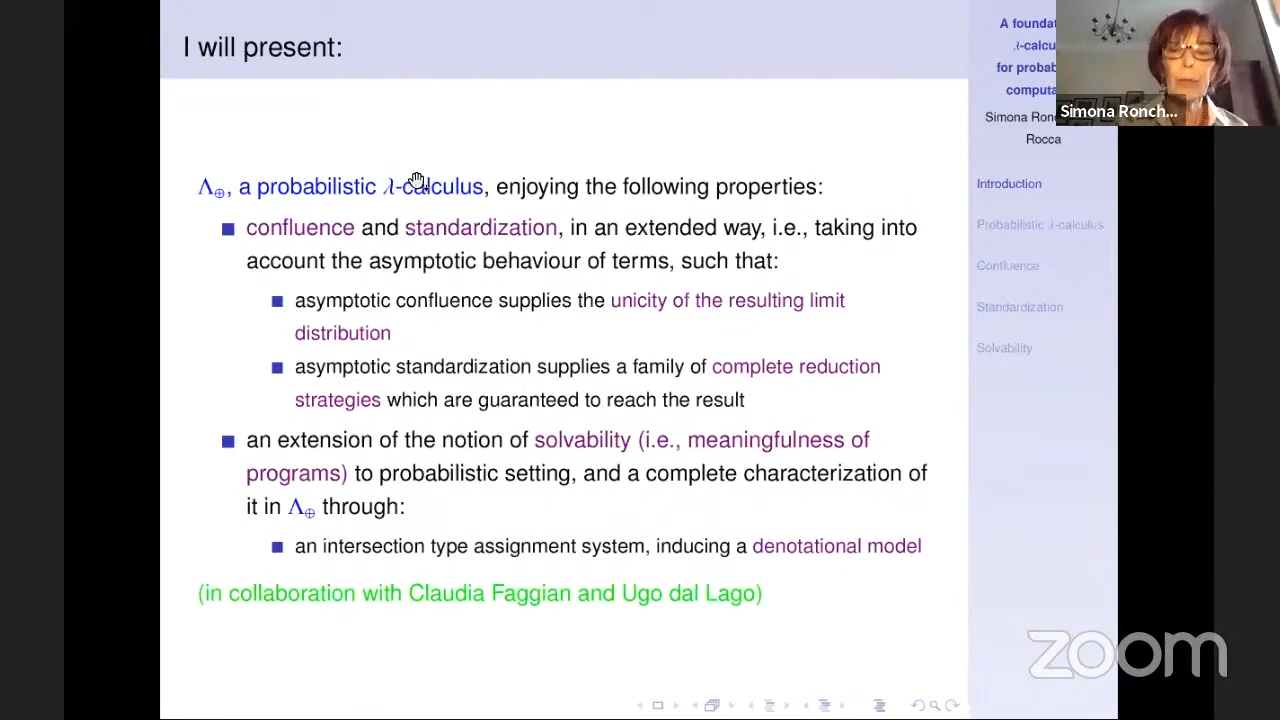 I will present:
Λ⊕, a probabilistic λ-calculus, enjoying the following properties:
confluence and standardization, in an extended way, i.e., taking into
account the asymptotic behaviour of terms, such that:
asymptotic confluence supplies the unicity of the resulting limit
distribution
asymptotic standardization supplies a family of complete reduction
strategies which are guaranteed to reach the result
an extension of the notion of solvability (i.e., meaningfulness of
programs) to probabilistic setting, and a complete characterization of
it in Λ⊕ through:
an intersection type assignment system, inducing a denotational model
(in collaboration with Claudia Faggian and Ugo dal Lago)
A foundat
λ-calcu
for probab
computa
Simona Ron
Rocca
Introduction
Probabilistic λ-calculus
Confluence
Standardization
Solvability
Simona Ronch...
zoom